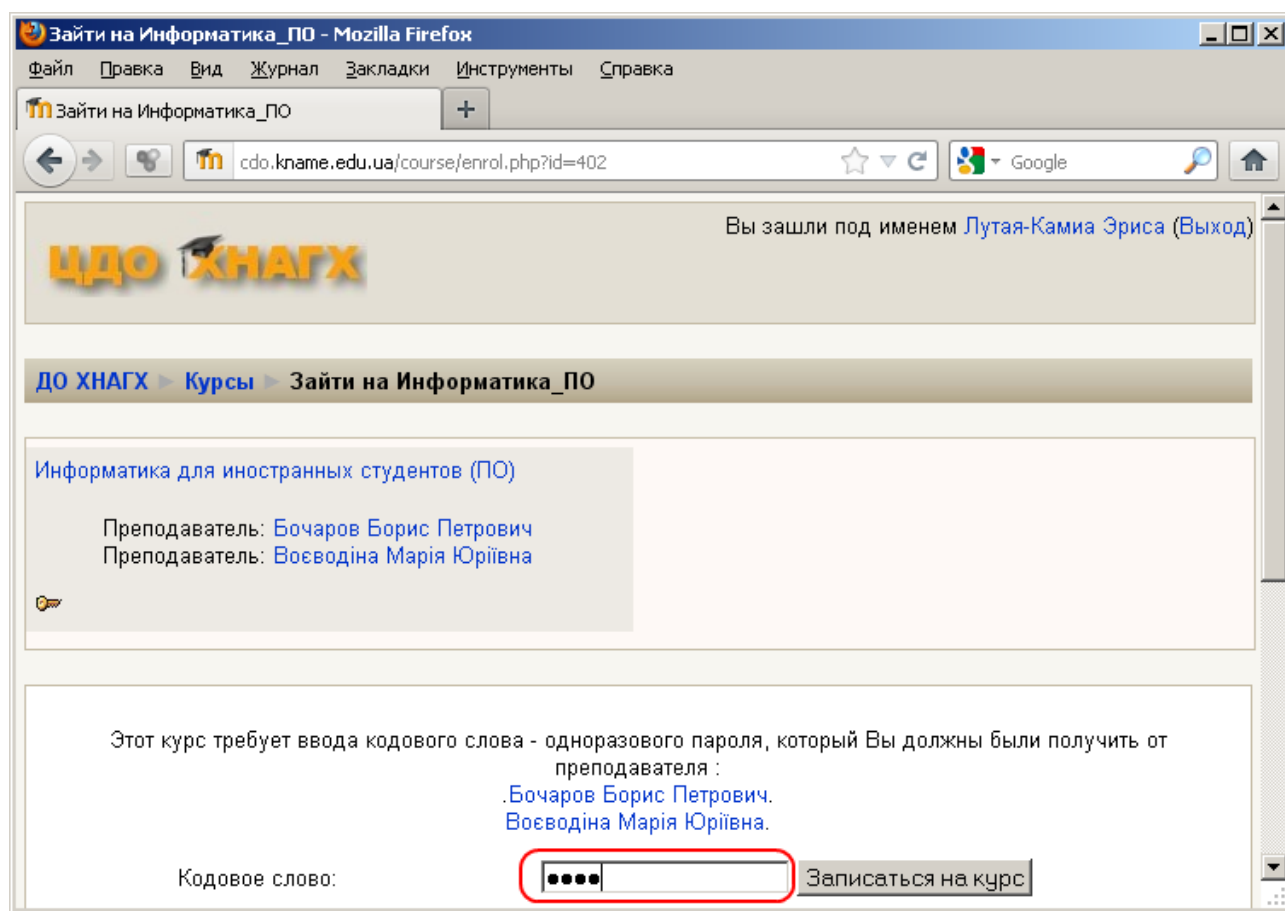 Зайти на Информатика_ПО - Mozilla Firefox
Файл Правка Вид Журнал Закладки Инструменты Справка
Зайти на Информатика_ПО
cdo.kname.edu.ua/course/enrol.php?id=402 Google
Вы зашли под именем Лутая-Камиа Эриса (Выход)
ЦДО ХНАГХ
ДО ХНАГХ ► Курсы ► Зайти на Информатика_ПО
Информатика для иностранных студентов (ПО)
Преподаватель: Бочаров Борис Петрович
Преподаватель: Воєводіна Марія Юріївна
Этот курс требует ввода кодового слова - одноразового пароля, который Вы должны были получить от
преподавателя :
.Бочаров Борис Петрович.
Воєводіна Марія Юріївна.
Кодовое слово: ●●●● Записаться на курс